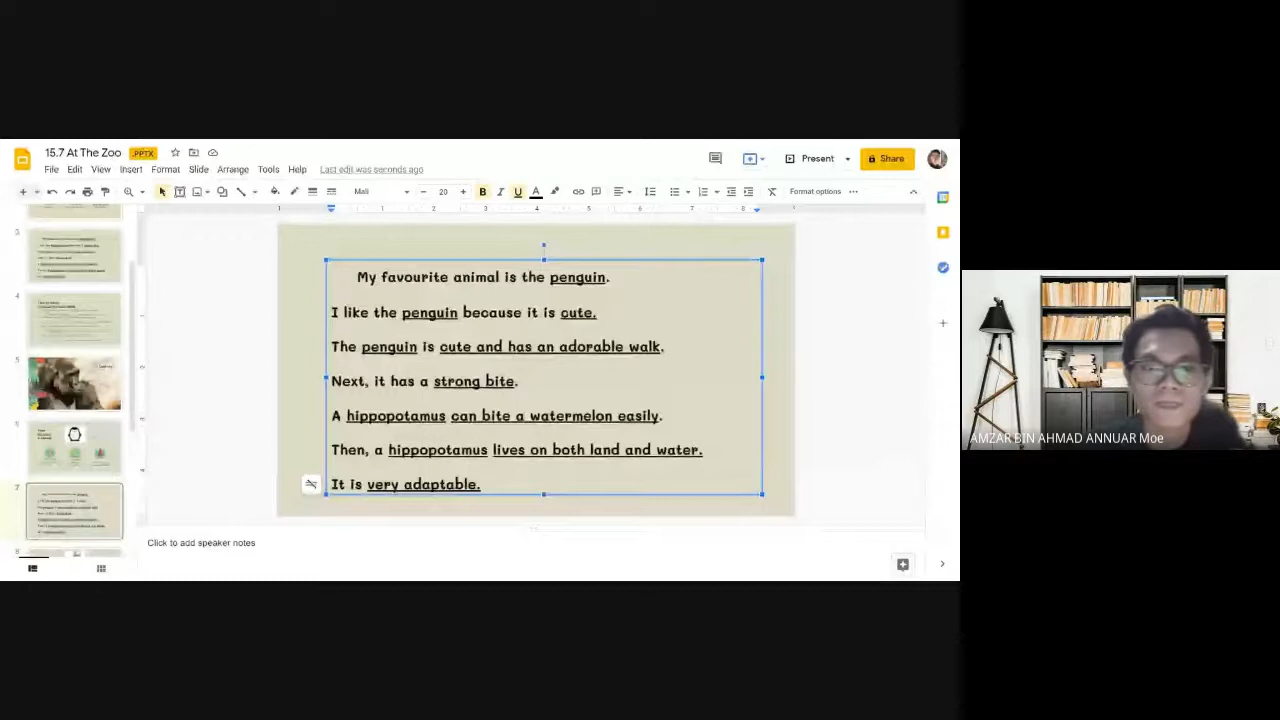 15.7 At The Zoo .PPTX
File Edit View Insert Format Slide Arrange Tools Help Last edit was seconds ago
Present Share
Mali 20 B I U A Format options
My favourite animal is the penguin.
I like the penguin because it is cute.
The penguin is cute and has an adorable walk.
Next, it has a strong bite.
A hippopotamus can bite a watermelon easily.
Then, a hippopotamus lives on both land and water.
It is very adaptable.
Click to add speaker notes
AMZAR BIN AHMAD ANNUAR Moe